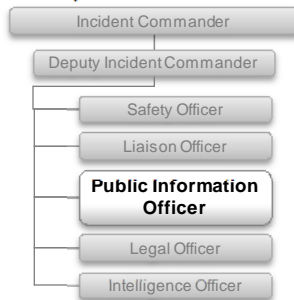 Incident Commander
Deputy Incident Commander
Safety Officer
Liaison Officer
Public Information
Officer
Legal Officer
Intelligence Officer